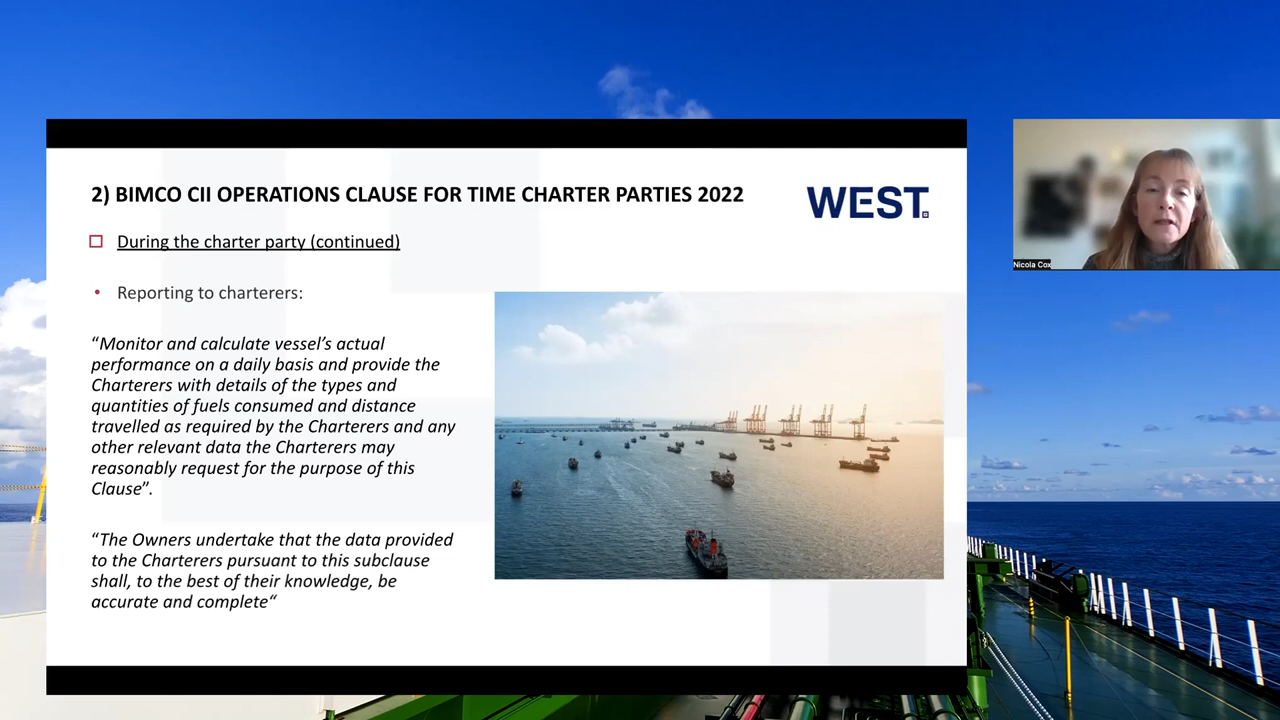 2) BIMCO CII OPERATIONS CLAUSE FOR TIME CHARTER PARTIES 2022
WEST.
During the charter party (continued)
• Reporting to charterers:
“Monitor and calculate vessel’s actual
performance on a daily basis and provide the
Charterers with details of the types and
quantities of fuels consumed and distance
travelled as required by the Charterers and any
other relevant data the Charterers may
reasonably request for the purpose of this
Clause”.
“The Owners undertake that the data provided
to the Charterers pursuant to this subclause
shall, to the best of their knowledge, be
accurate and complete“
Nicola Cox